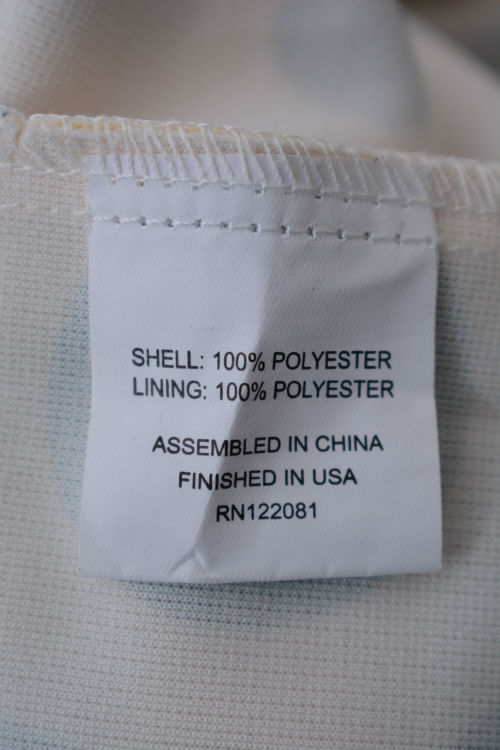 SHELL: 100% POLYESTER
LINING: 100% POLYESTER
ASSEMBLED IN CHINA
FINISHED IN USA
RN122081